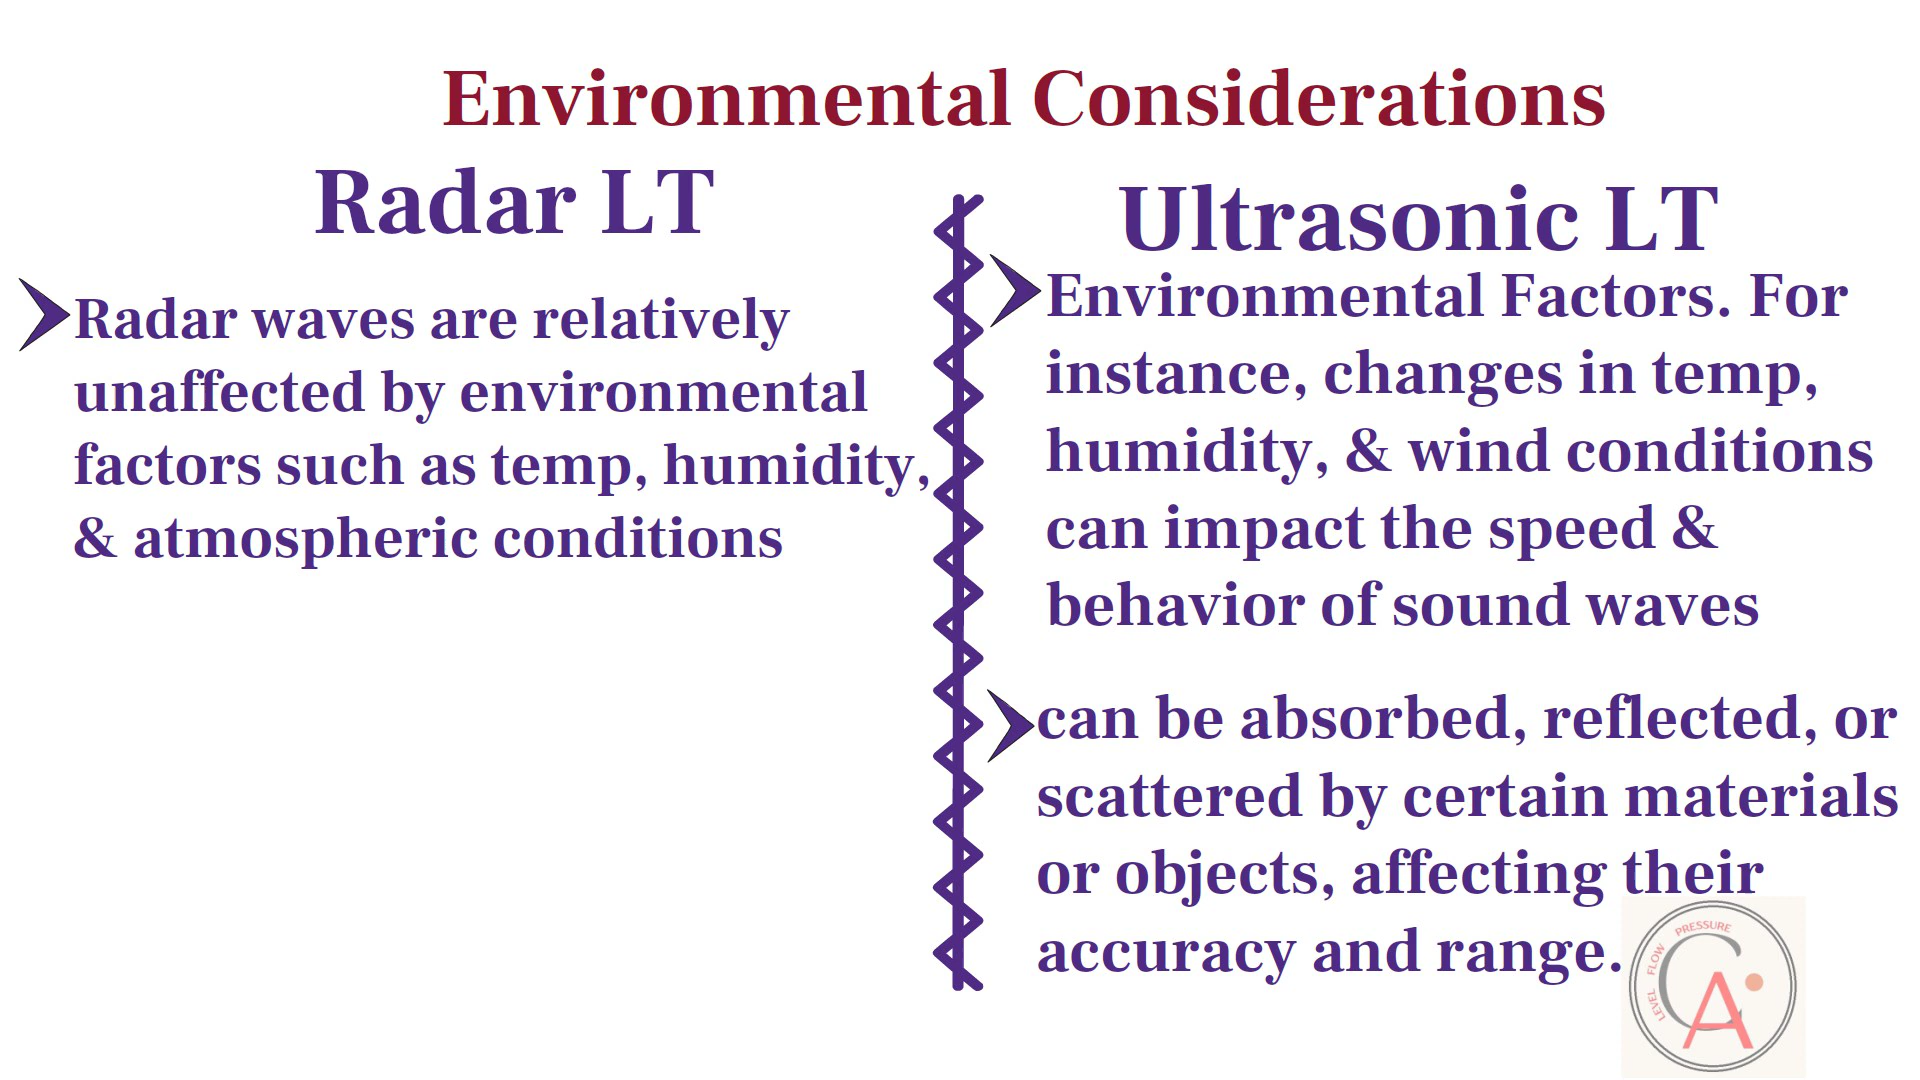 Environmental Considerations
Radar LT
Radar waves are relatively
unaffected by environmental
factors such as temp, humidity,
& atmospheric conditions
Ultrasonic LT
Environmental Factors. For
instance, changes in temp,
humidity, & wind conditions
can impact the speed &
behavior of sound waves
can be absorbed, reflected, or
scattered by certain materials
or objects, affecting their
accuracy and range.
LEVEL FLOW PRESSURE
CA